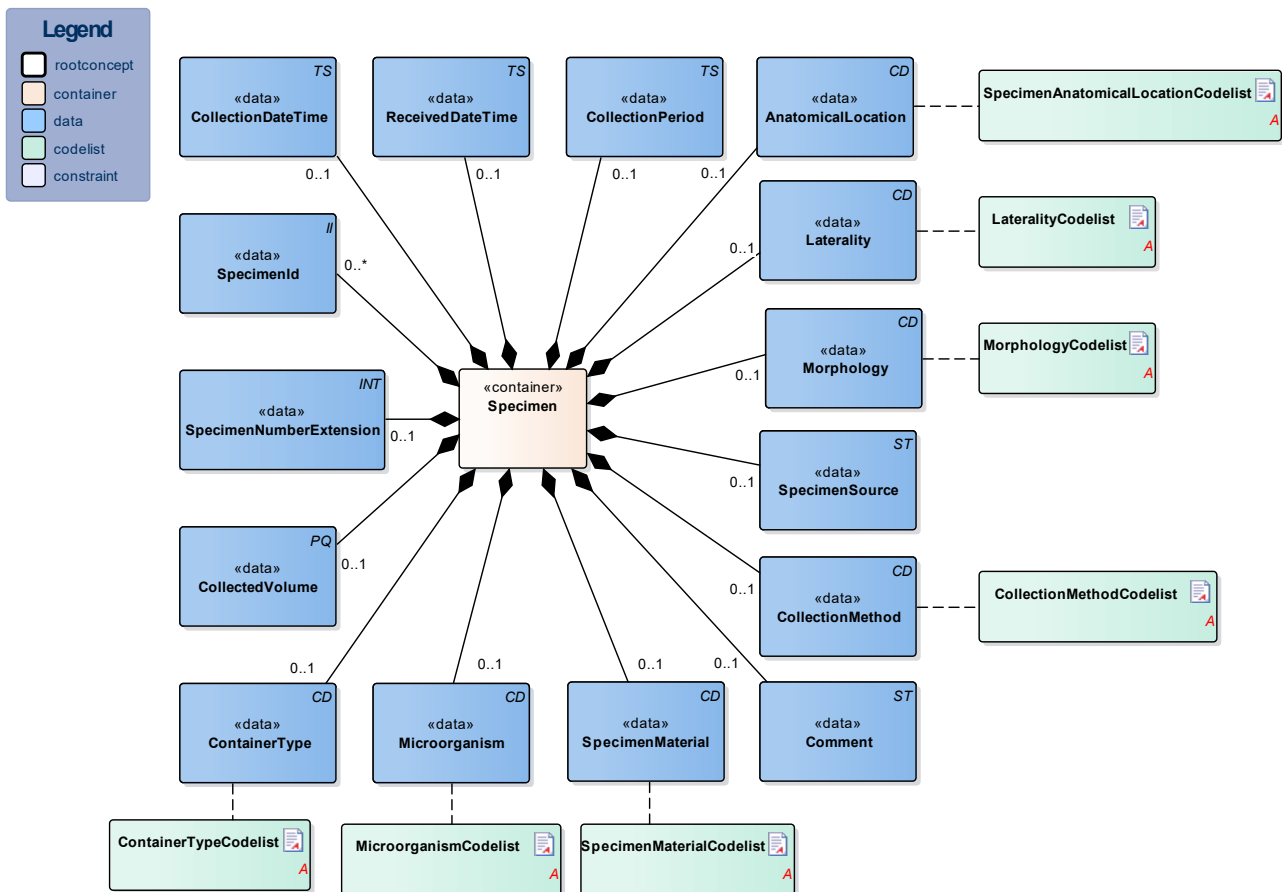 Legend
rootconcept
container
data
codelist
constraint
TS
«data»
CollectionDateTime
0..1
TS
«data»
ReceivedDateTime
0..1
TS
«data»
CollectionPeriod
0..1
CD
«data»
AnatomicalLocation
0..1
SpecimenAnatomicalLocationCodelist
A
II
«data»
SpecimenId
0..*
CD
«data»
Laterality
0..1
LateralityCodelist
A
CD
«data»
Morphology
0..1
MorphologyCodelist
A
«container»
Specimen
INT
«data»
SpecimenNumberExtension
0..1
ST
«data»
SpecimenSource
0..1
PQ
«data»
CollectedVolume
0..1
CD
«data»
CollectionMethod
0..1
CollectionMethodCodelist
A
0..1
CD
«data»
ContainerType
0..1
CD
«data»
Microorganism
0..1
CD
«data»
SpecimenMaterial
0..1
ST
«data»
Comment
ContainerTypeCodelist
A
MicroorganismCodelist
A
SpecimenMaterialCodelist
A